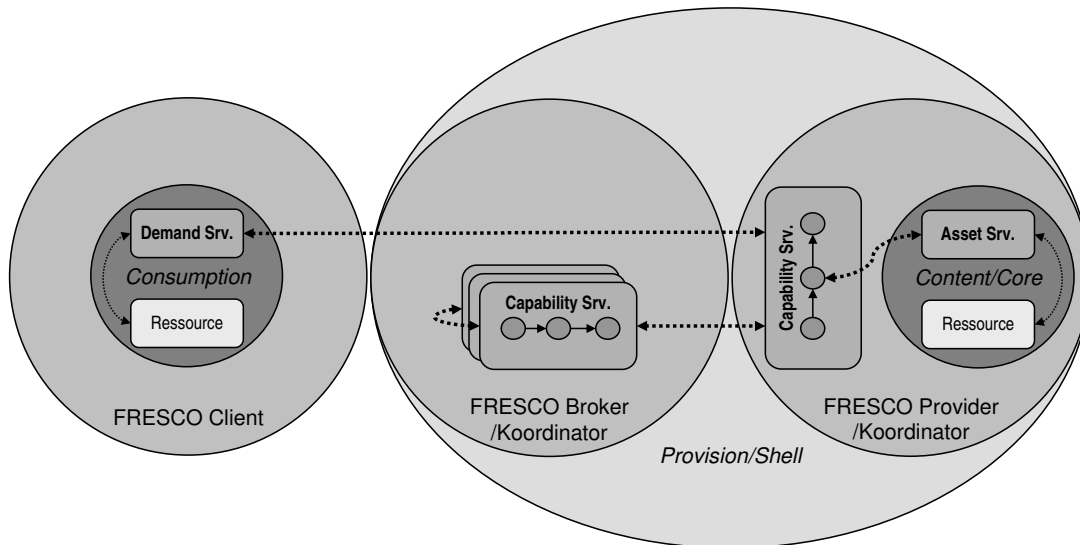 Demand Srv.
Consumption
Ressource
FRESCO Client
Capability Srv.
FRESCO Broker
/Koordinator
Capability Srv.
Asset Srv.
Content/Core
Ressource
FRESCO Provider
/Koordinator
Provision/Shell